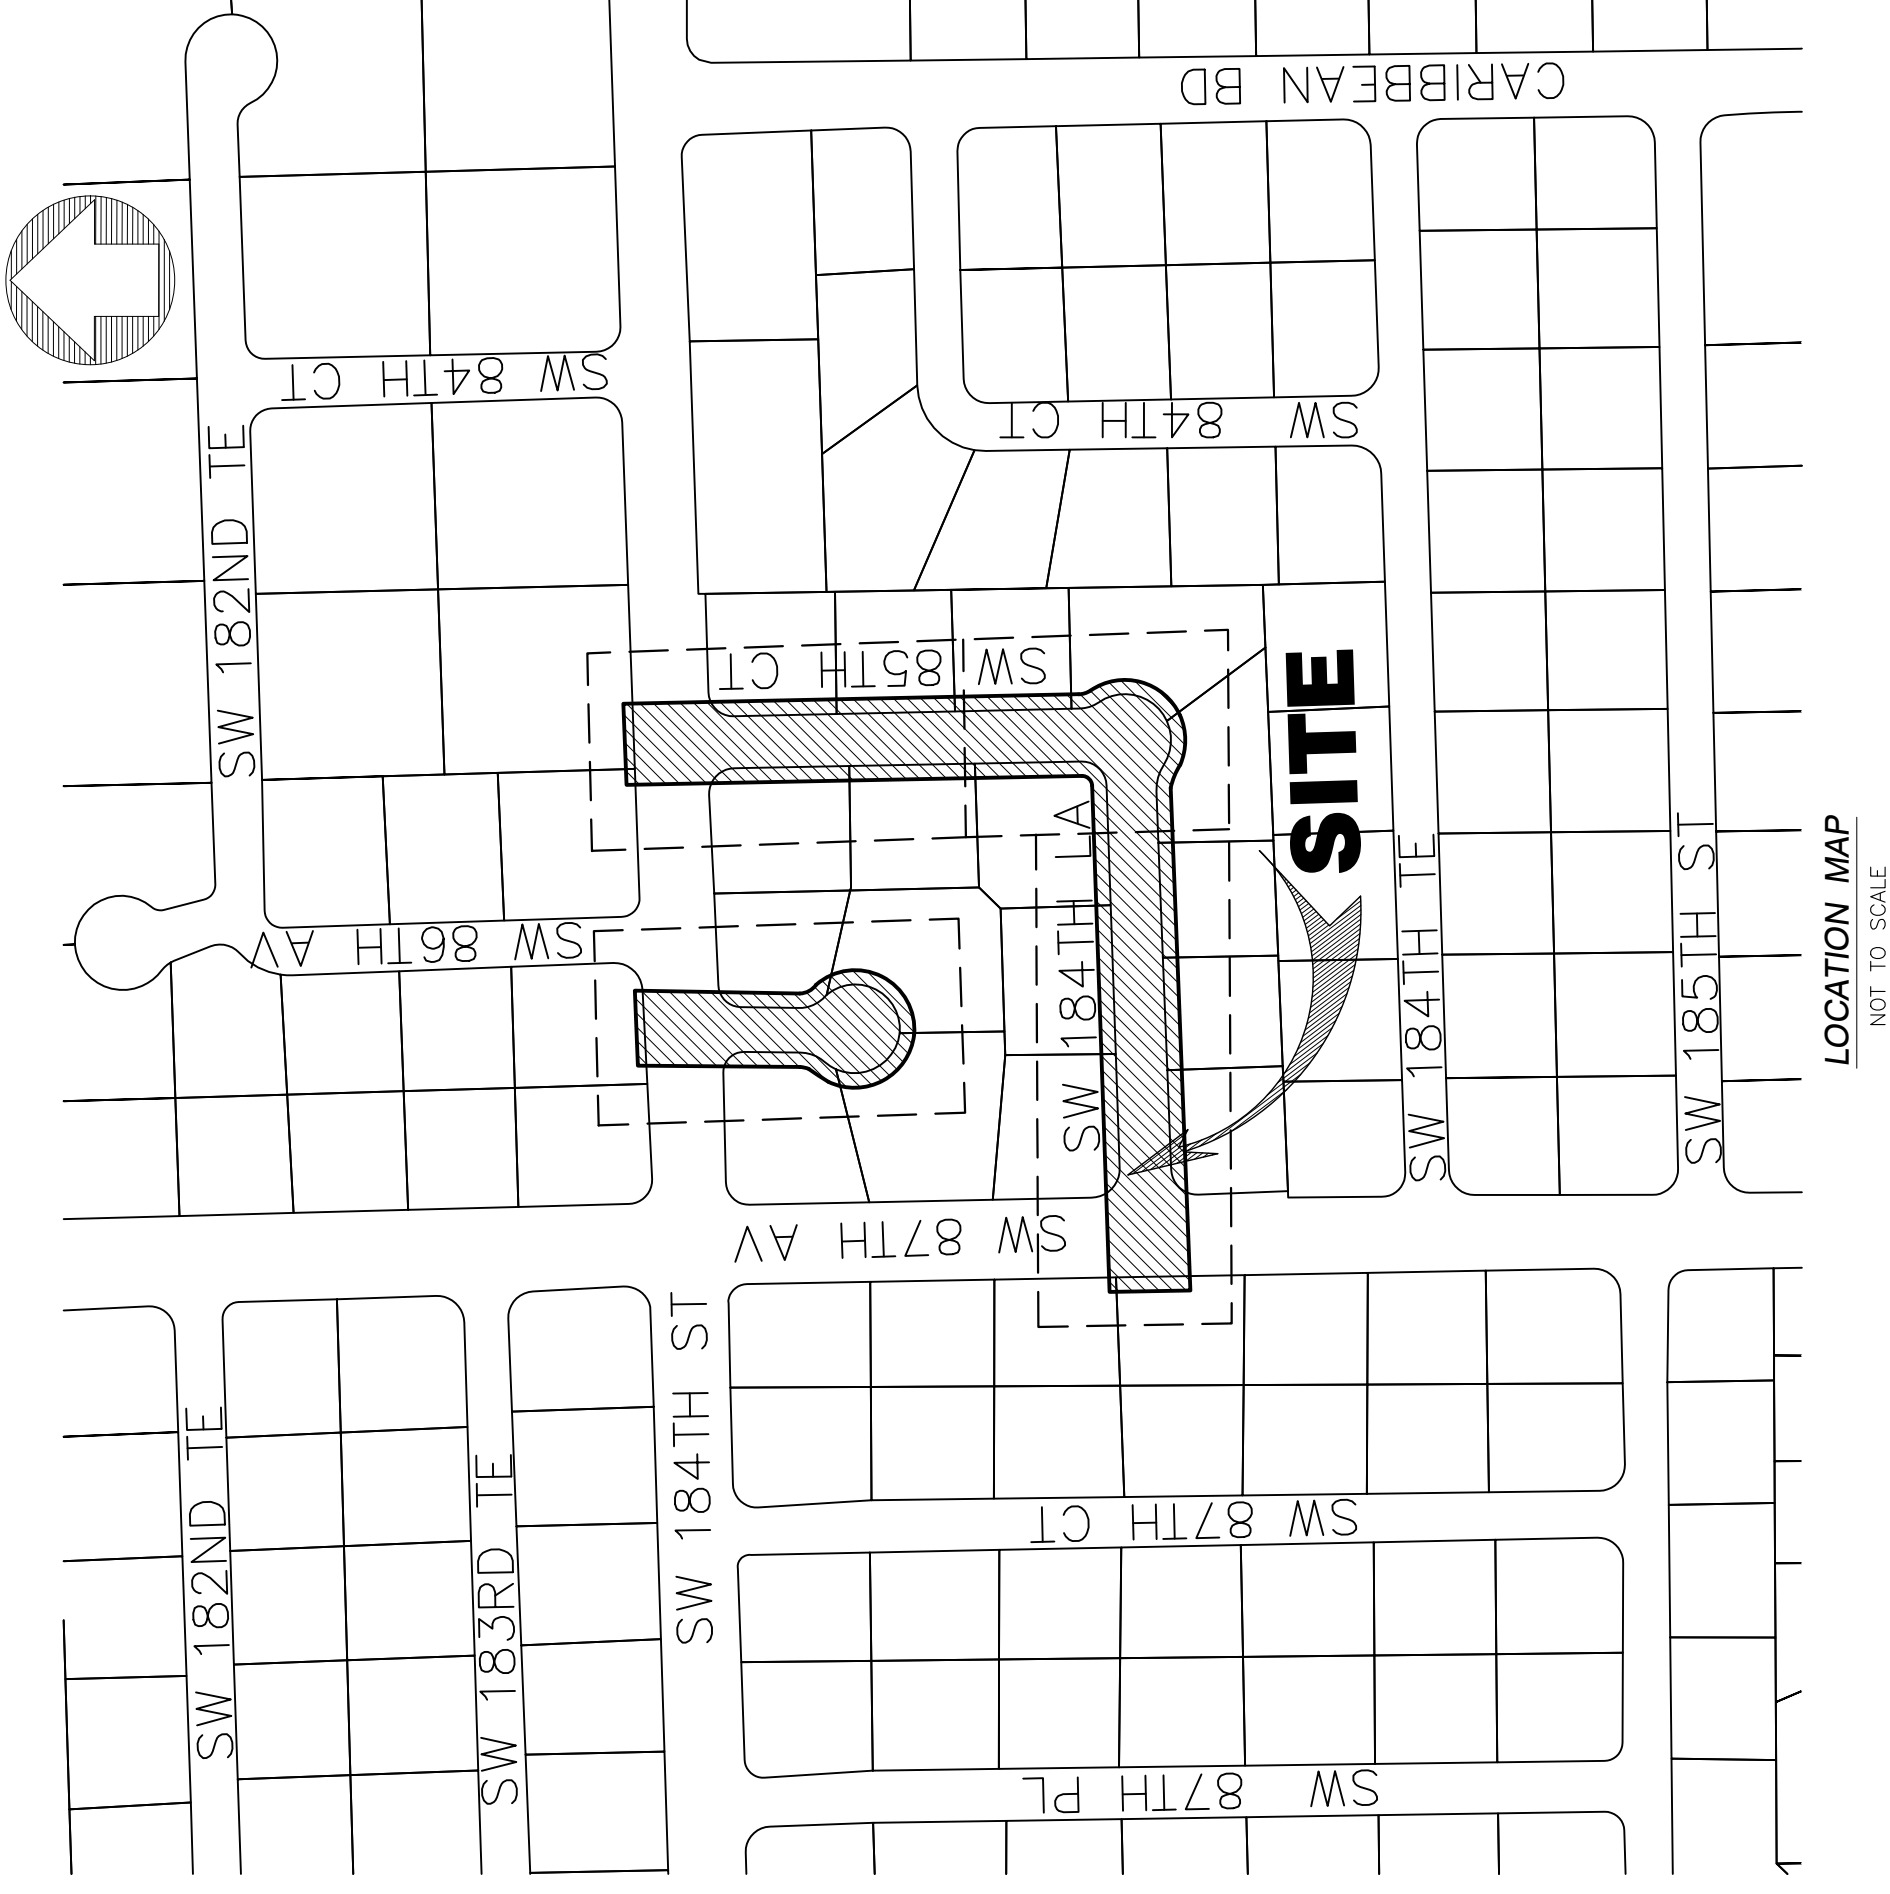 CARIBBEAN BD
SW 84TH CT
SW 84TH CT
SW 182ND TE
SW 85TH CT
SITE
SW 86TH AV
SW 184TH LA
SW 184TH TE
SW 185TH ST
SW 87TH AV
SW 182ND TE
SW 183RD TE
SW 184TH ST
SW 87TH CT
SW 87TH PL
LOCATION MAP
NOT TO SCALE